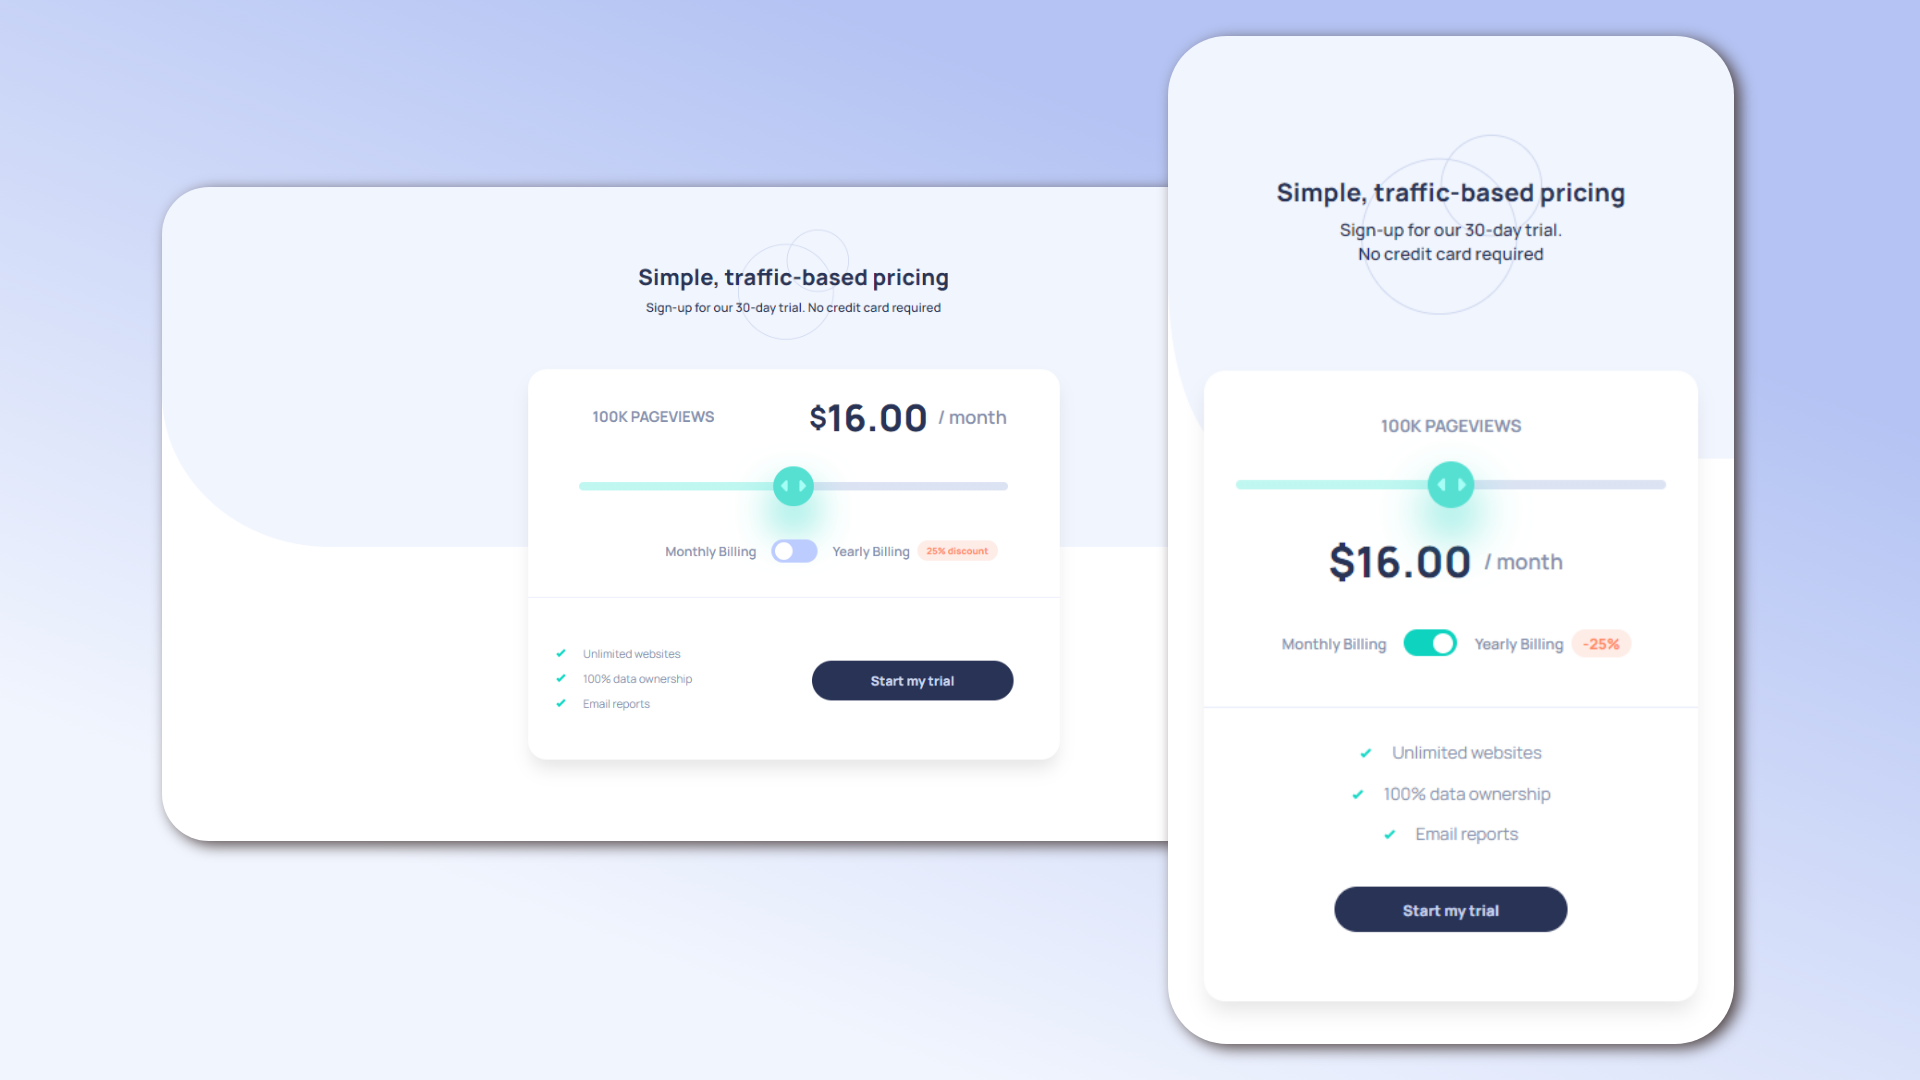 Simple, traffic-based pricing
Sign-up for our 30-day trial. No credit card required
100K PAGEVIEWS
$16.00 / month
Monthly Billing
Yearly Billing
25% discount
Unlimited websites
100% data ownership
Email reports
Start my trial
Simple, traffic-based pricing
Sign-up for our 30-day trial.
No credit card required
100K PAGEVIEWS
$16.00 / month
Monthly Billing
Yearly Billing
-25%
Unlimited websites
100% data ownership
Email reports
Start my trial